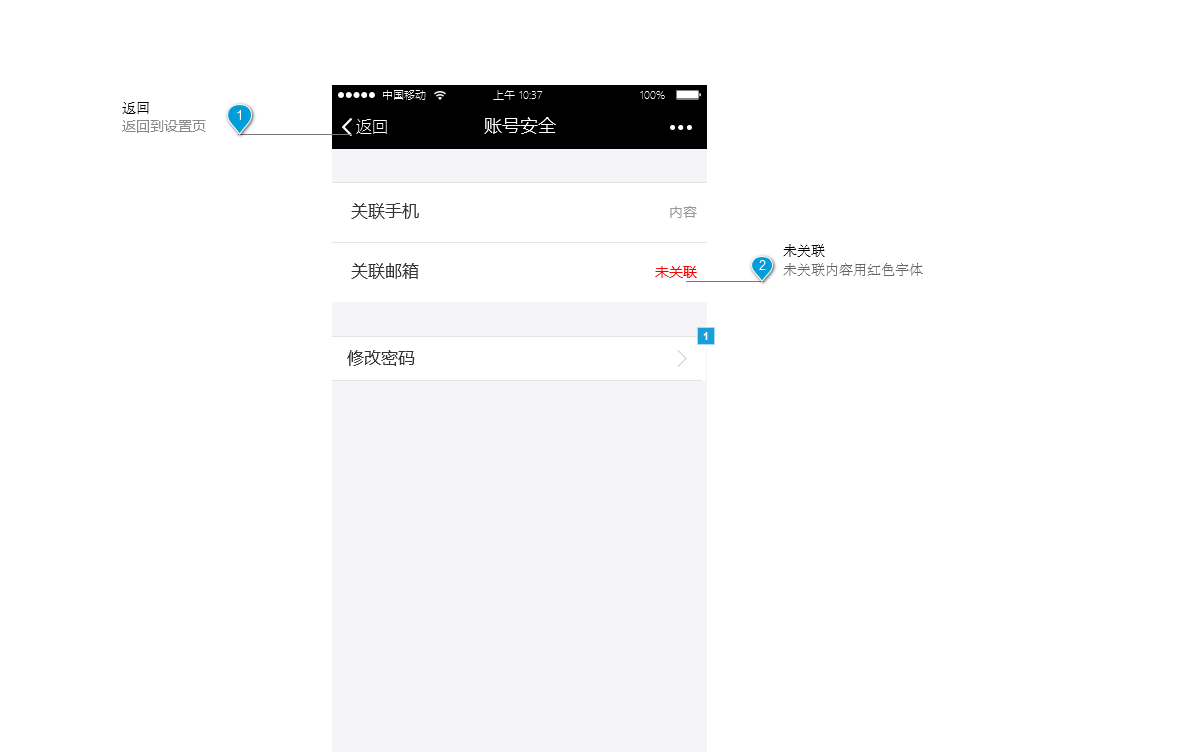 中国移动 上午 10:37 100%
返回
返回到设置页
1
返回 账号安全
关联手机 内容
关联邮箱 未关联
2
未关联
未关联内容用红色字体
1
修改密码